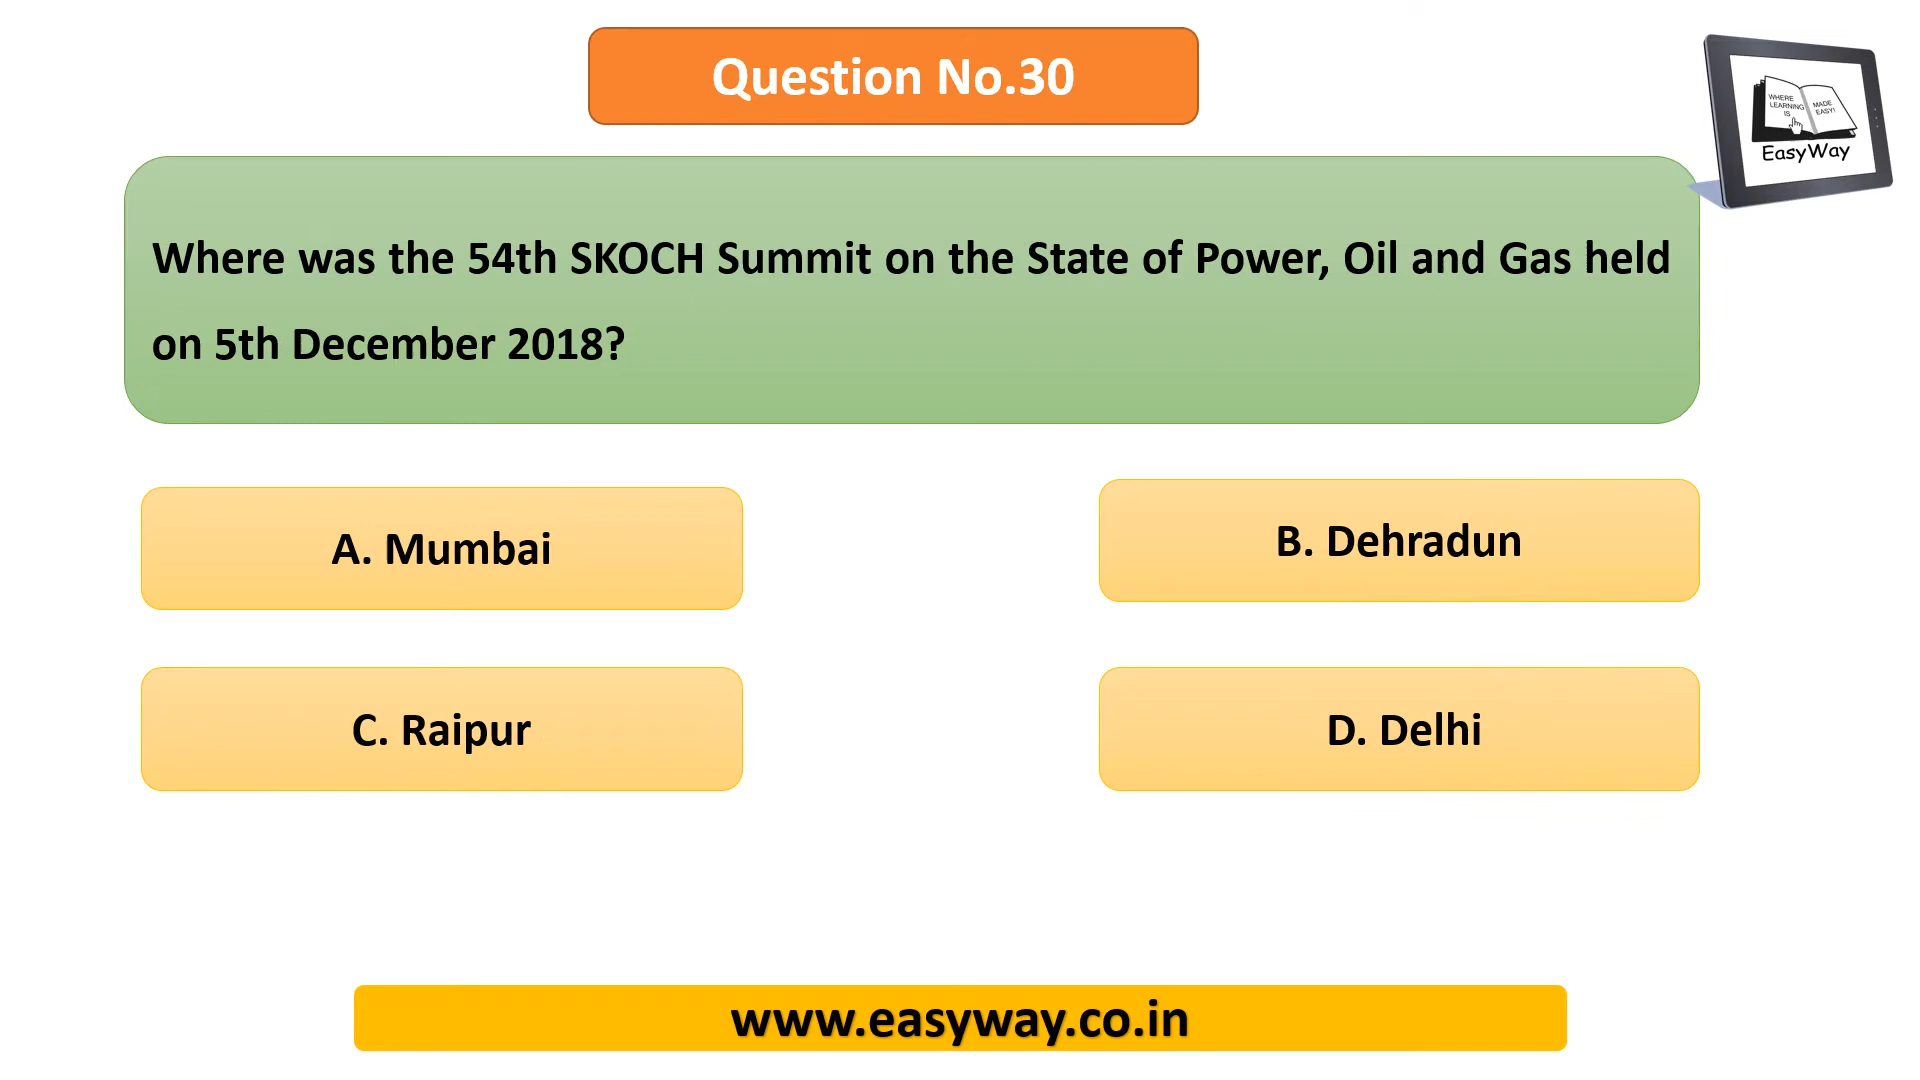 Question No.30
WHERE
LEARNING
IS
MADE
EASY!
EasyWay
Where was the 54th SKOCH Summit on the State of Power, Oil and Gas held
on 5th December 2018?
A. Mumbai
B. Dehradun
C. Raipur
D. Delhi
www.easyway.co.in